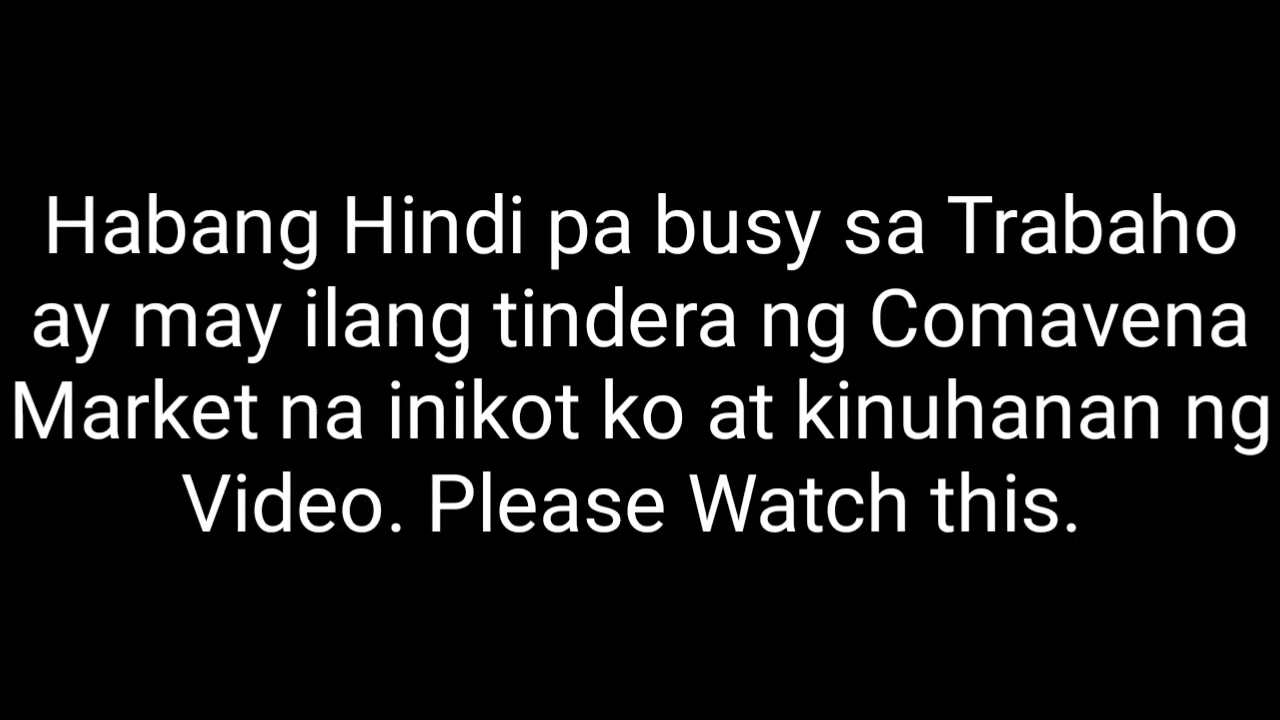 Habang Hindi pa busy sa Trabaho
ay may ilang tindera ng Comavena
Market na inikot ko at kinuhanan ng
Video. Please Watch this.